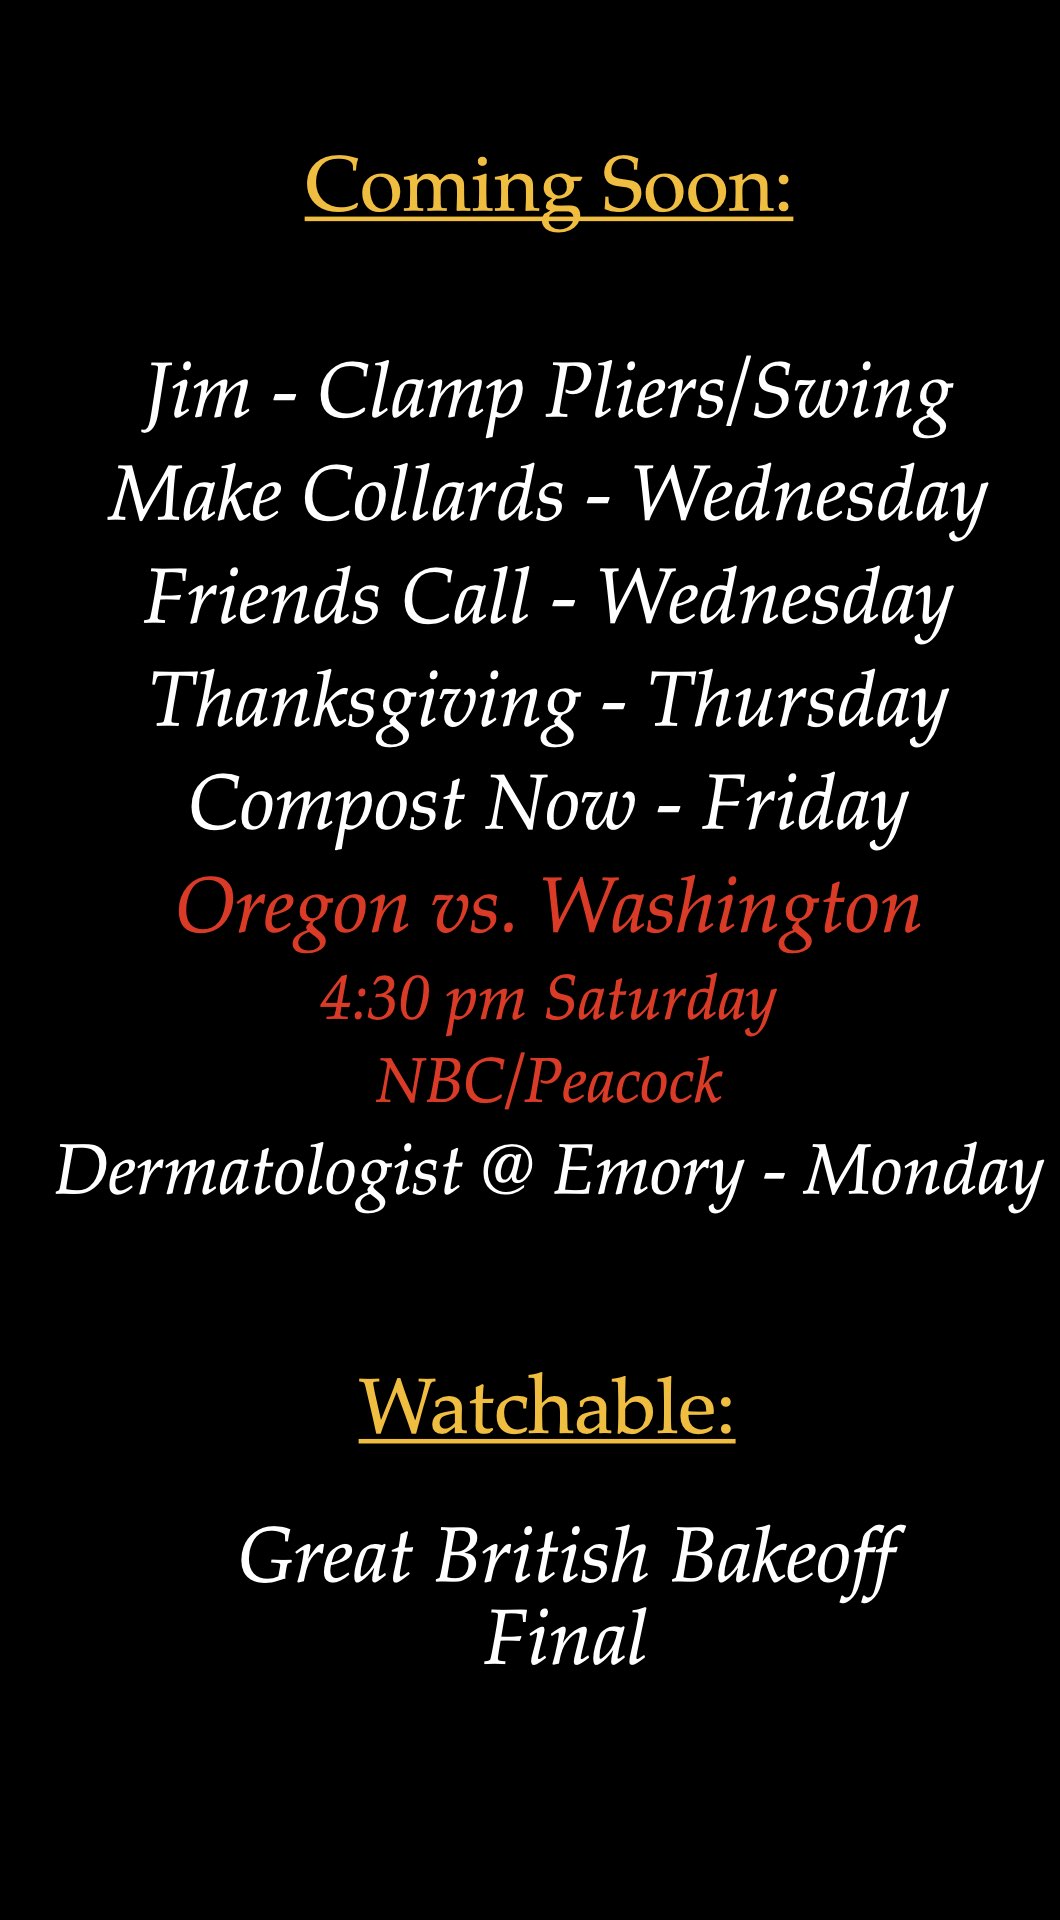 Coming Soon:
Jim - Clamp Pliers/Swing
Make Collards - Wednesday
Friends Call - Wednesday
Thanksgiving - Thursday
Compost Now - Friday
Oregon vs. Washington
4:30 pm Saturday
NBC/Peacock
Dermatologist @ Emory - Monday
Watchable:
Great British Bakeoff
Final